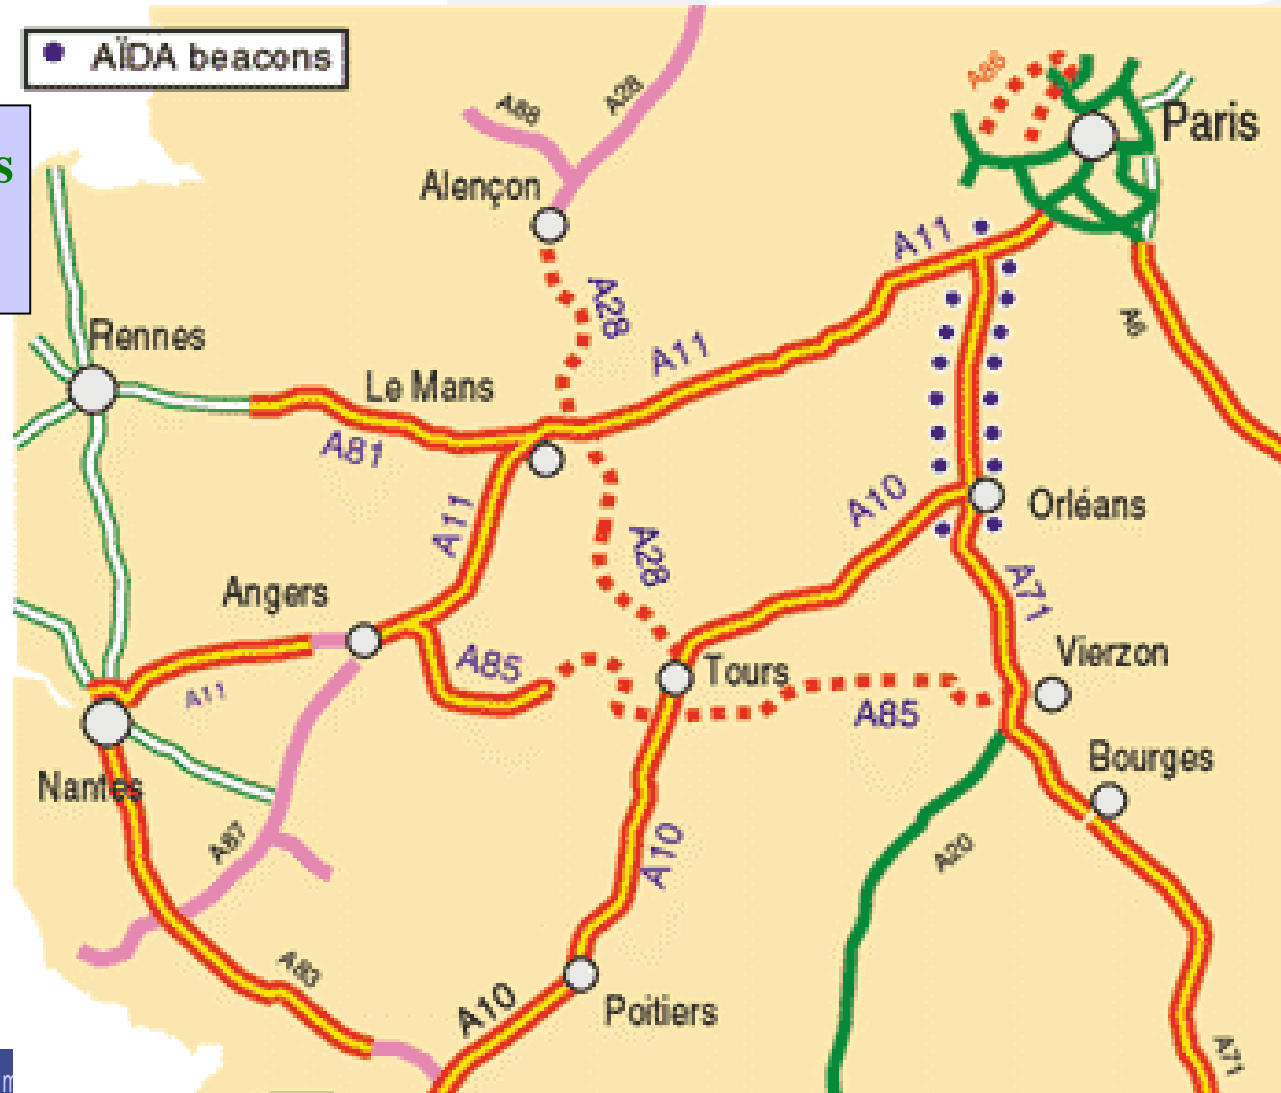 AÏDA beacons
s
A86
Paris
A88
A28
Alençon
A11
A28
A6
Rennes
A11
Le Mans
A81
A10
Orléans
A11
A28
A71
Angers
Vierzon
A85
Tours
A11
A85
Bourges
Nantes
A87
A10
A20
A83
A10
Poitiers
A71
m